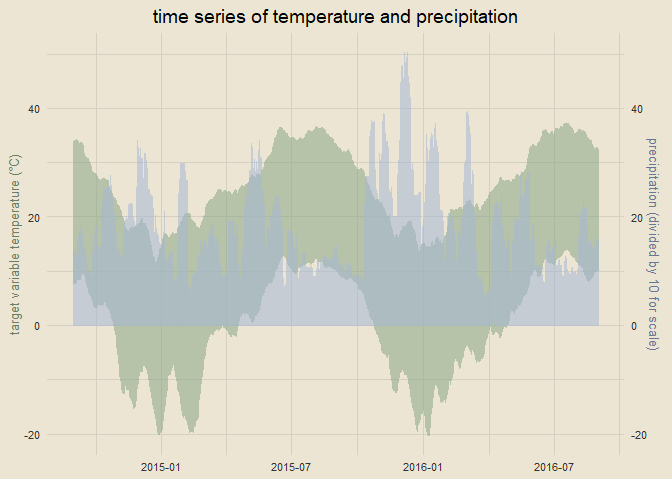 time series of temperature and precipitation
target variable temperature (°C)
40
20
0
-20
40
20
0
-20
precipitation (divided by 10 for scale)
2015-01 2015-07 2016-01 2016-07